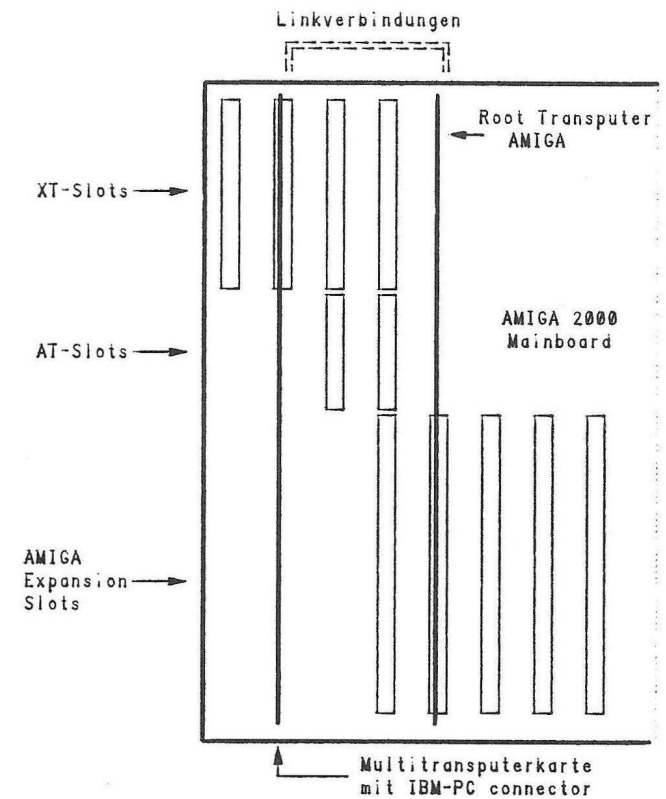 Linkverbindungen
Root Transputer
AMIGA
XT-Slots
AMIGA 2000
Mainboard
AT-Slots
AMIGA
Expansion
Slots
Multitransputerkarte
mit IBM-PC connector